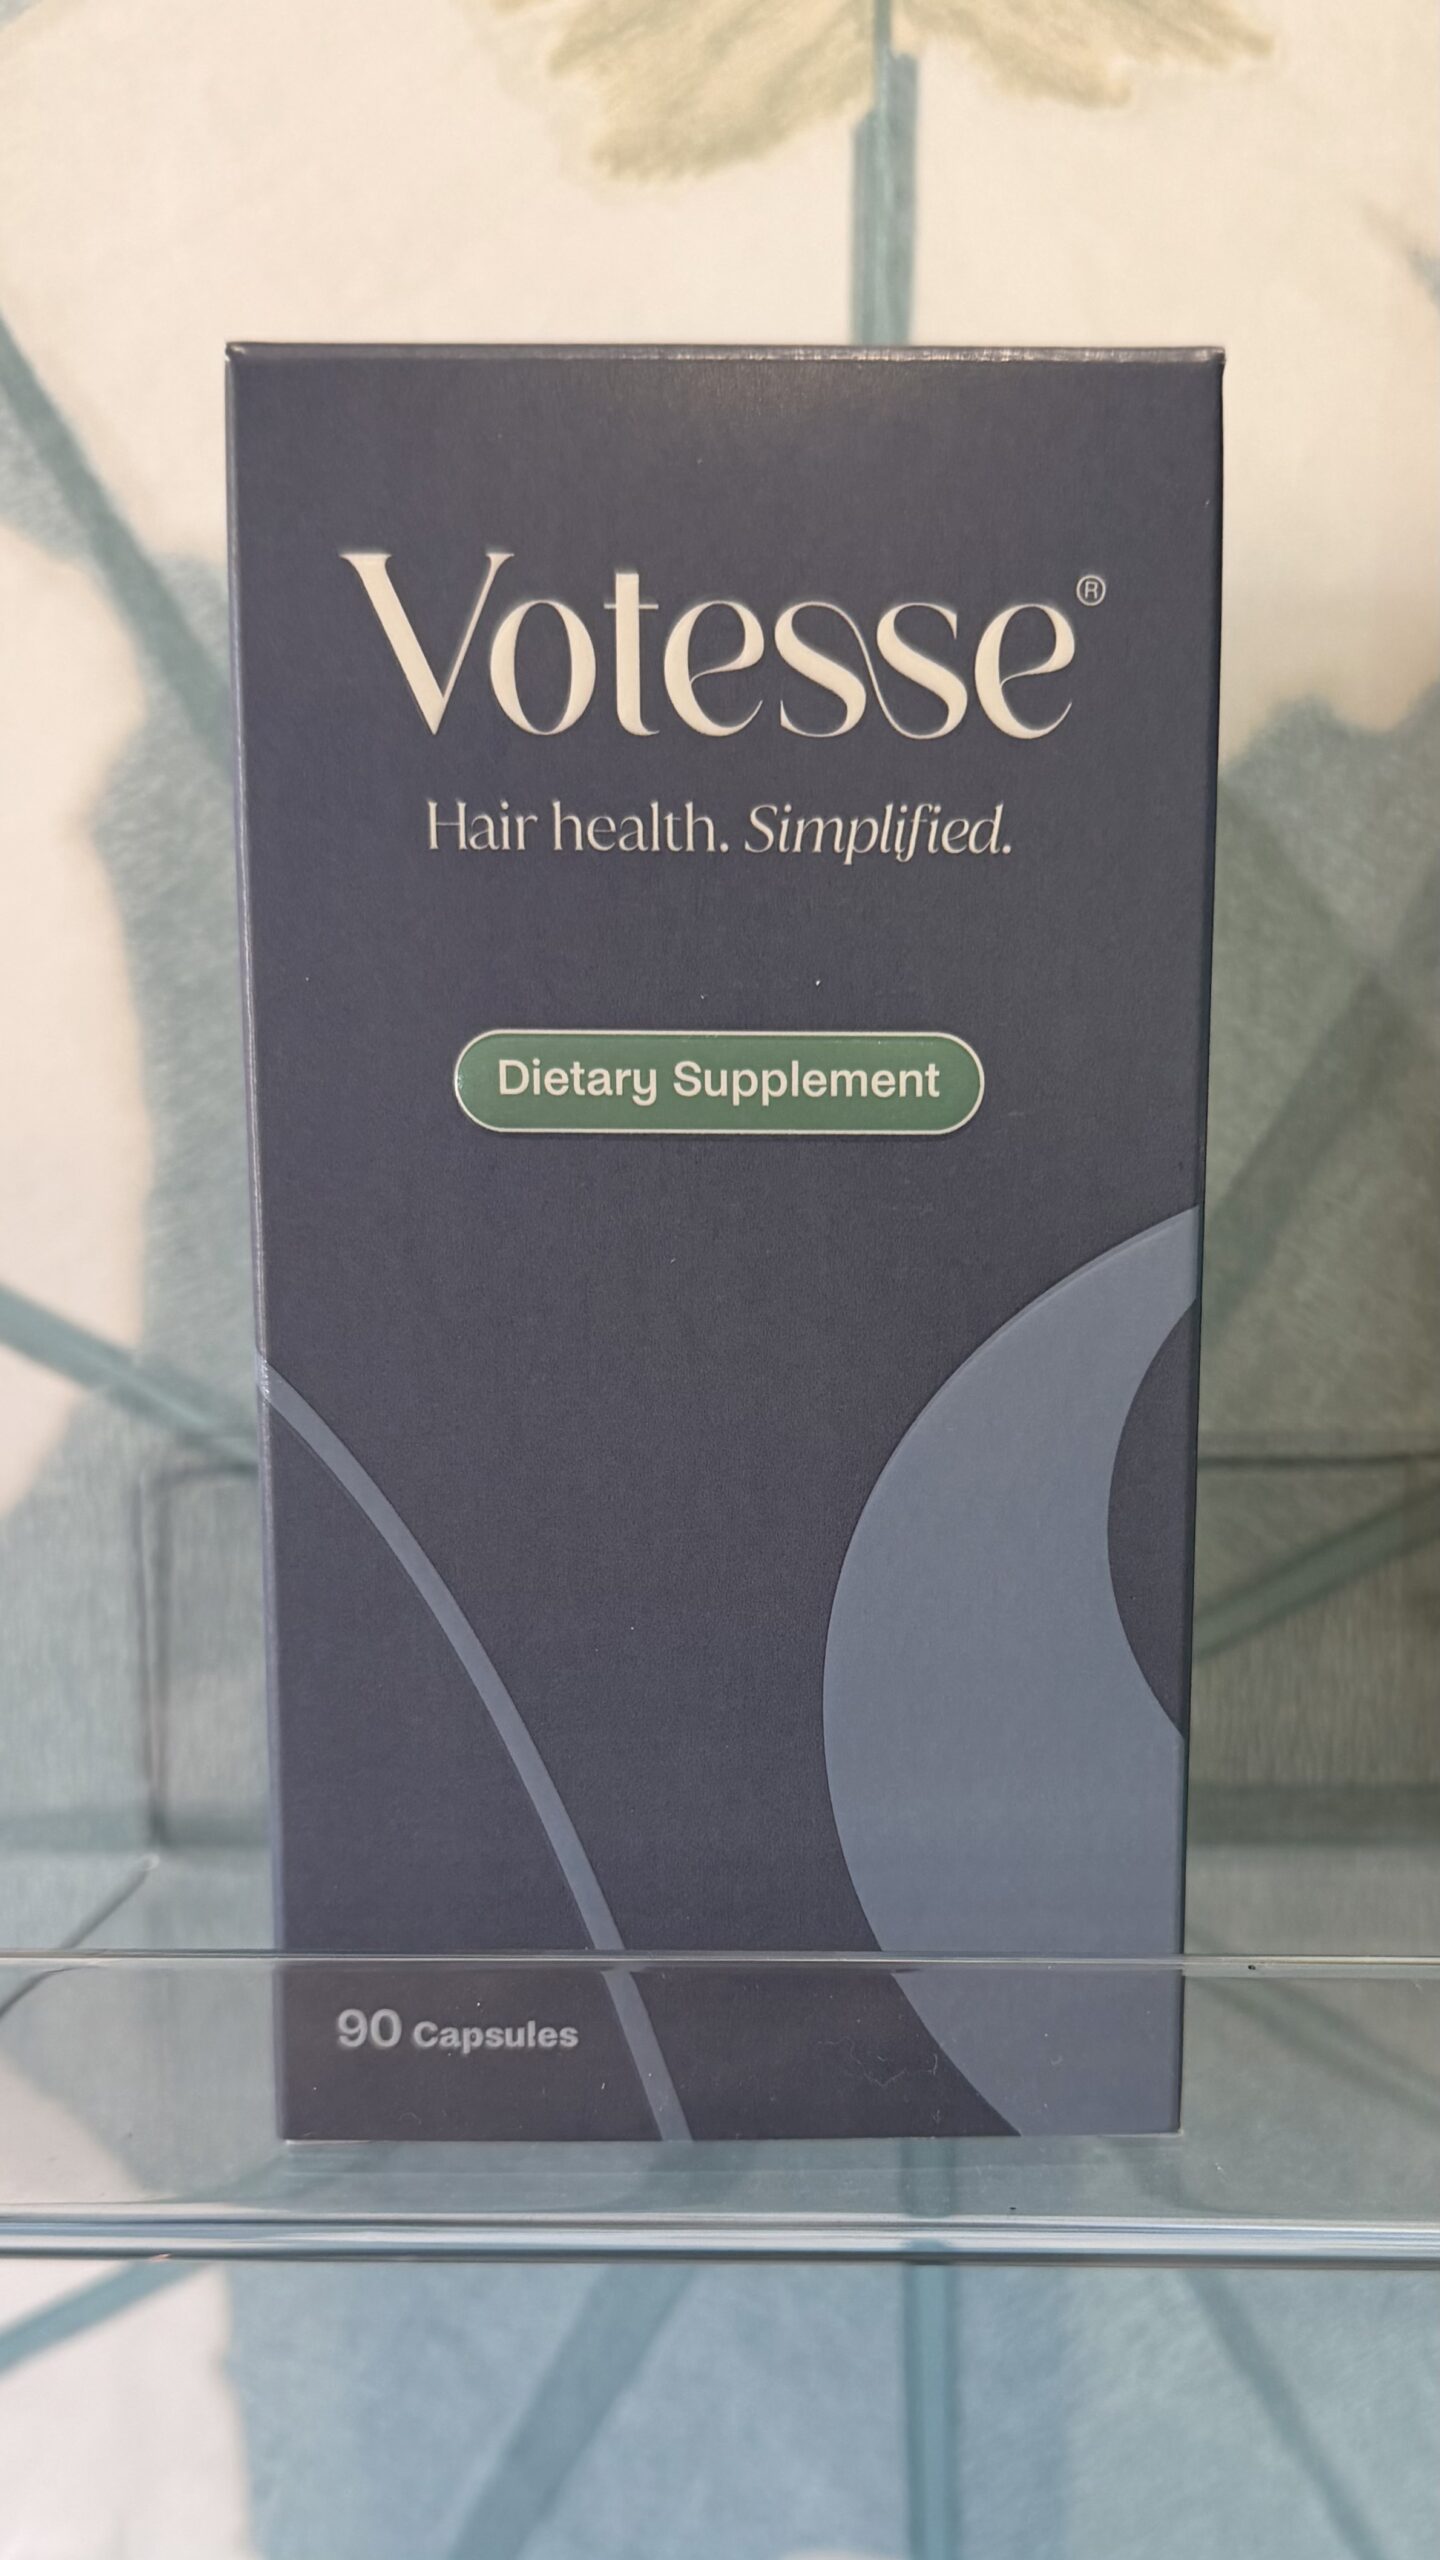 Votesse®
Hair health. Simplified.
Dietary Supplement
90 Capsules